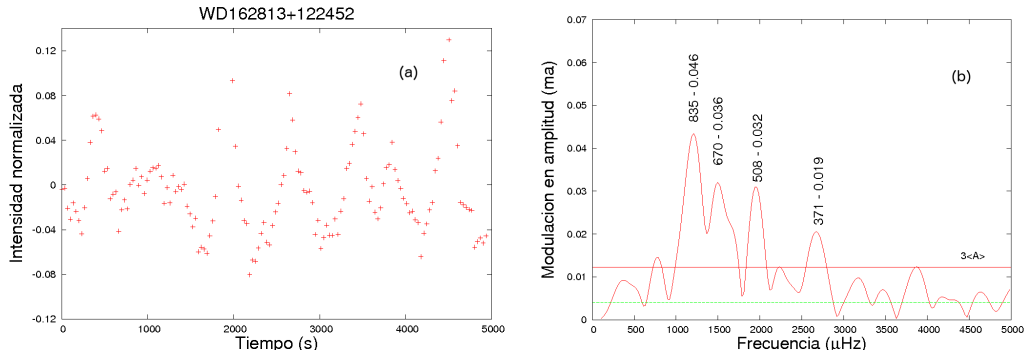 WD162813+122452
(a)
Intensidad normalizada
0.12
0.08
0.04
0
-0.04
-0.08
-0.12
0 1000 2000 3000 4000 5000
Tiempo (s)
(b)
Modulacion en amplitud (ma)
0.07
0.06
0.05
0.04
0.03
0.02
0.01
0
835 - 0.046
670 - 0.036
508 - 0.032
371 - 0.019
3<A>
0 500 1000 1500 2000 2500 3000 3500 4000 4500 5000
Frecuencia (μHz)